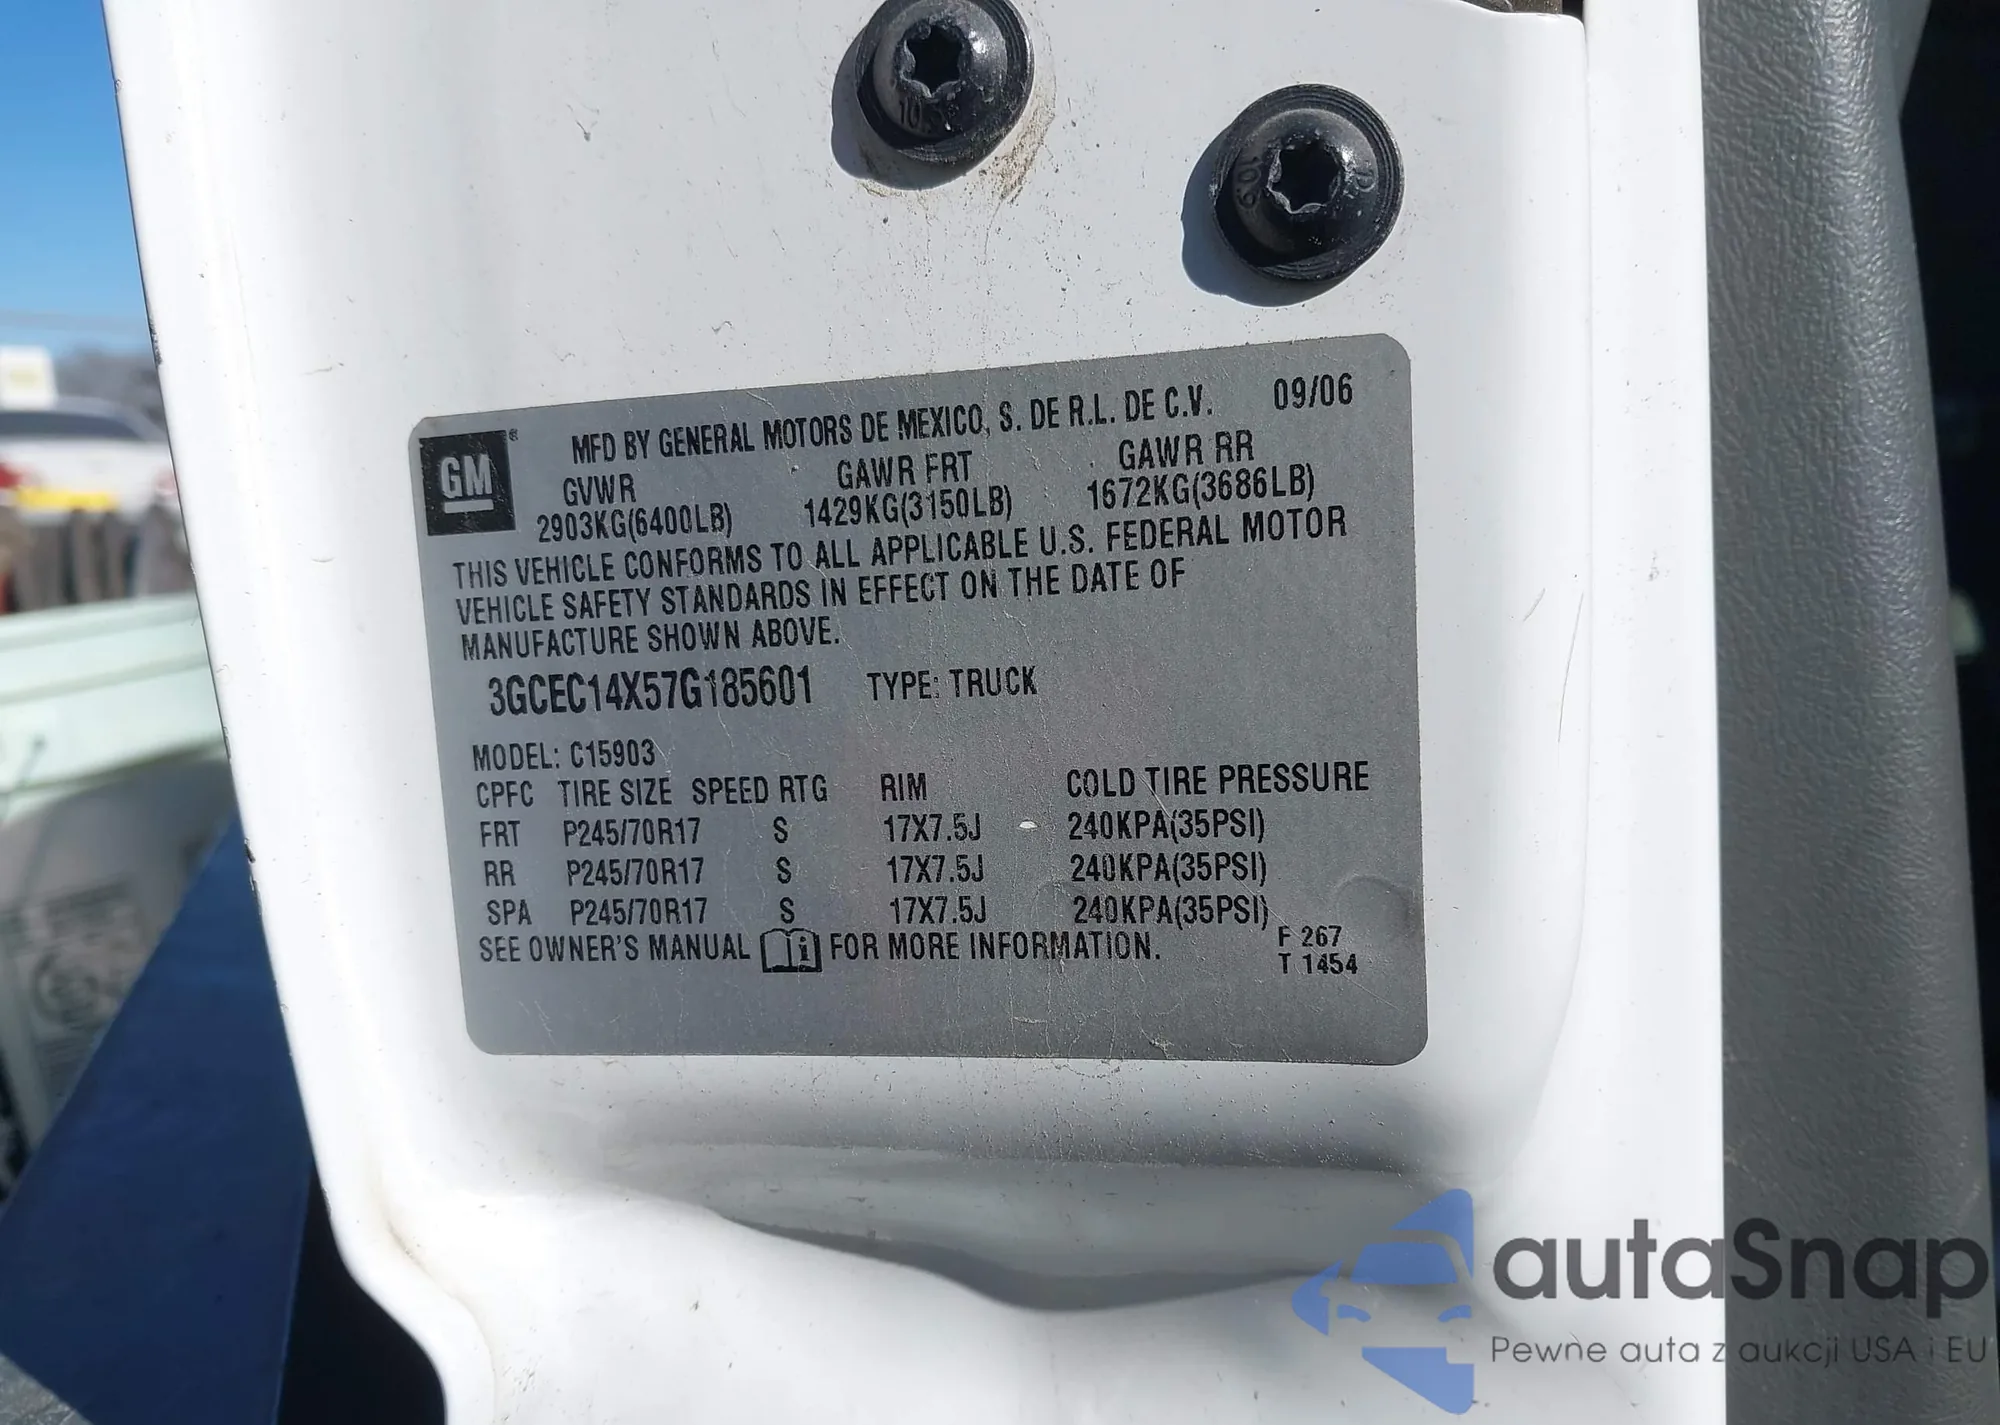 10.9
10.9
MFD BY GENERAL MOTORS DE MEXICO, S. DE R.L. DE C.V. 09/06
GM®
GVWR GAWR FRT GAWR RR
2903KG(6400LB) 1429KG(3150LB) 1672KG(3686LB)
THIS VEHICLE CONFORMS TO ALL APPLICABLE U.S. FEDERAL MOTOR
VEHICLE SAFETY STANDARDS IN EFFECT ON THE DATE OF
MANUFACTURE SHOWN ABOVE.
3GCEC14X57G185601 TYPE: TRUCK
MODEL: C15903
CPFC TIRE SIZE SPEED RTG RIM COLD TIRE PRESSURE
FRT P245/70R17 S 17X7.5J 240KPA(35PSI)
RR P245/70R17 S 17X7.5J 240KPA(35PSI)
SPA P245/70R17 S 17X7.5J 240KPA(35PSI)
SEE OWNER'S MANUAL FOR MORE INFORMATION.
F 267
T 1454
autaSnap
Pewne auta z aukcji USA i EU